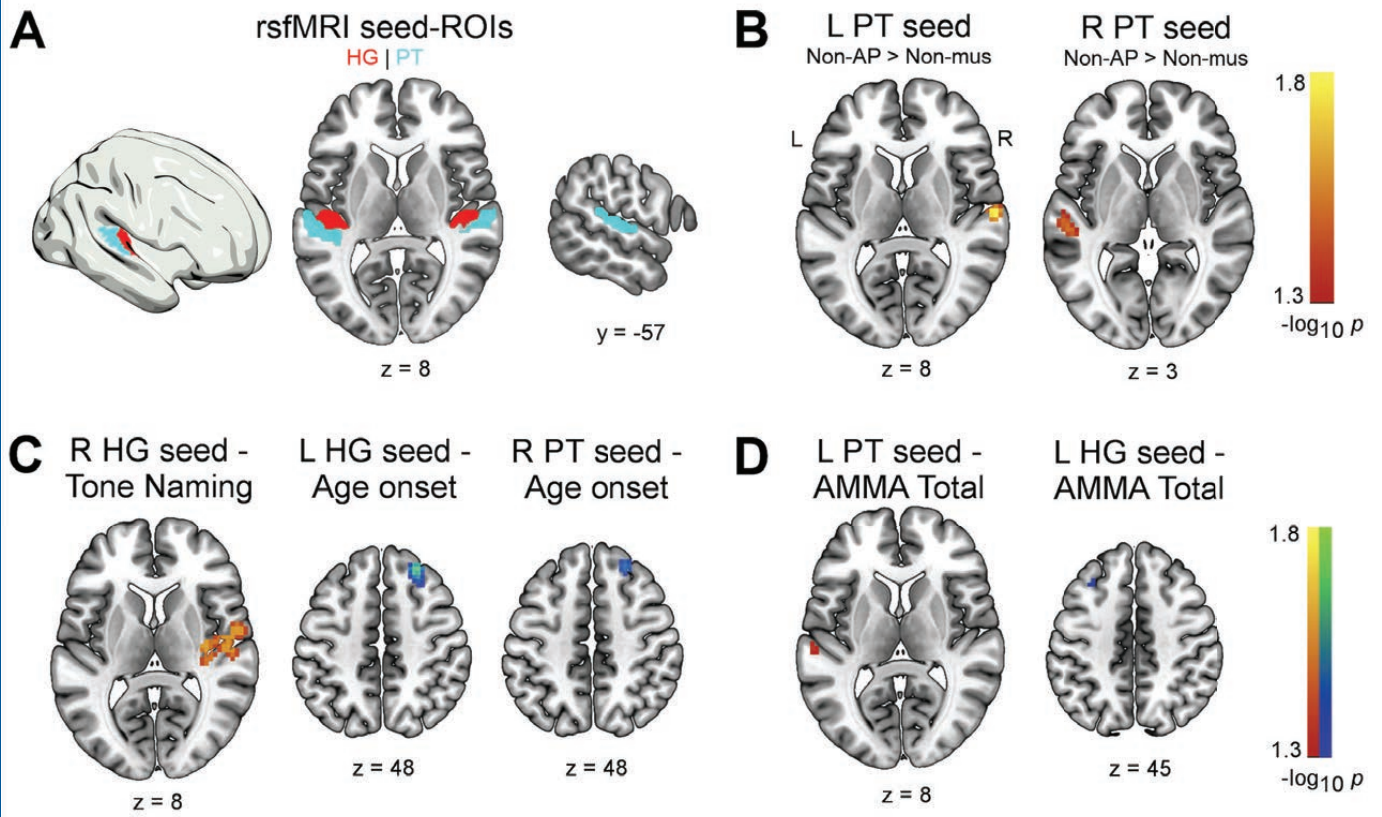 A
rsfMRI seed-ROIs
HG | PT
z = 8
y = -57
B
L PT seed
Non-AP > Non-mus
R PT seed
Non-AP > Non-mus
L
R
z = 8
z = 3
1.8
1.3
-log10 p
C
R HG seed -
Tone Naming
L HG seed -
Age onset
R PT seed -
Age onset
z = 8
z = 48
z = 48
D
L PT seed -
AMMA Total
L HG seed -
AMMA Total
z = 8
z = 45
1.8
1.3
-log10 p